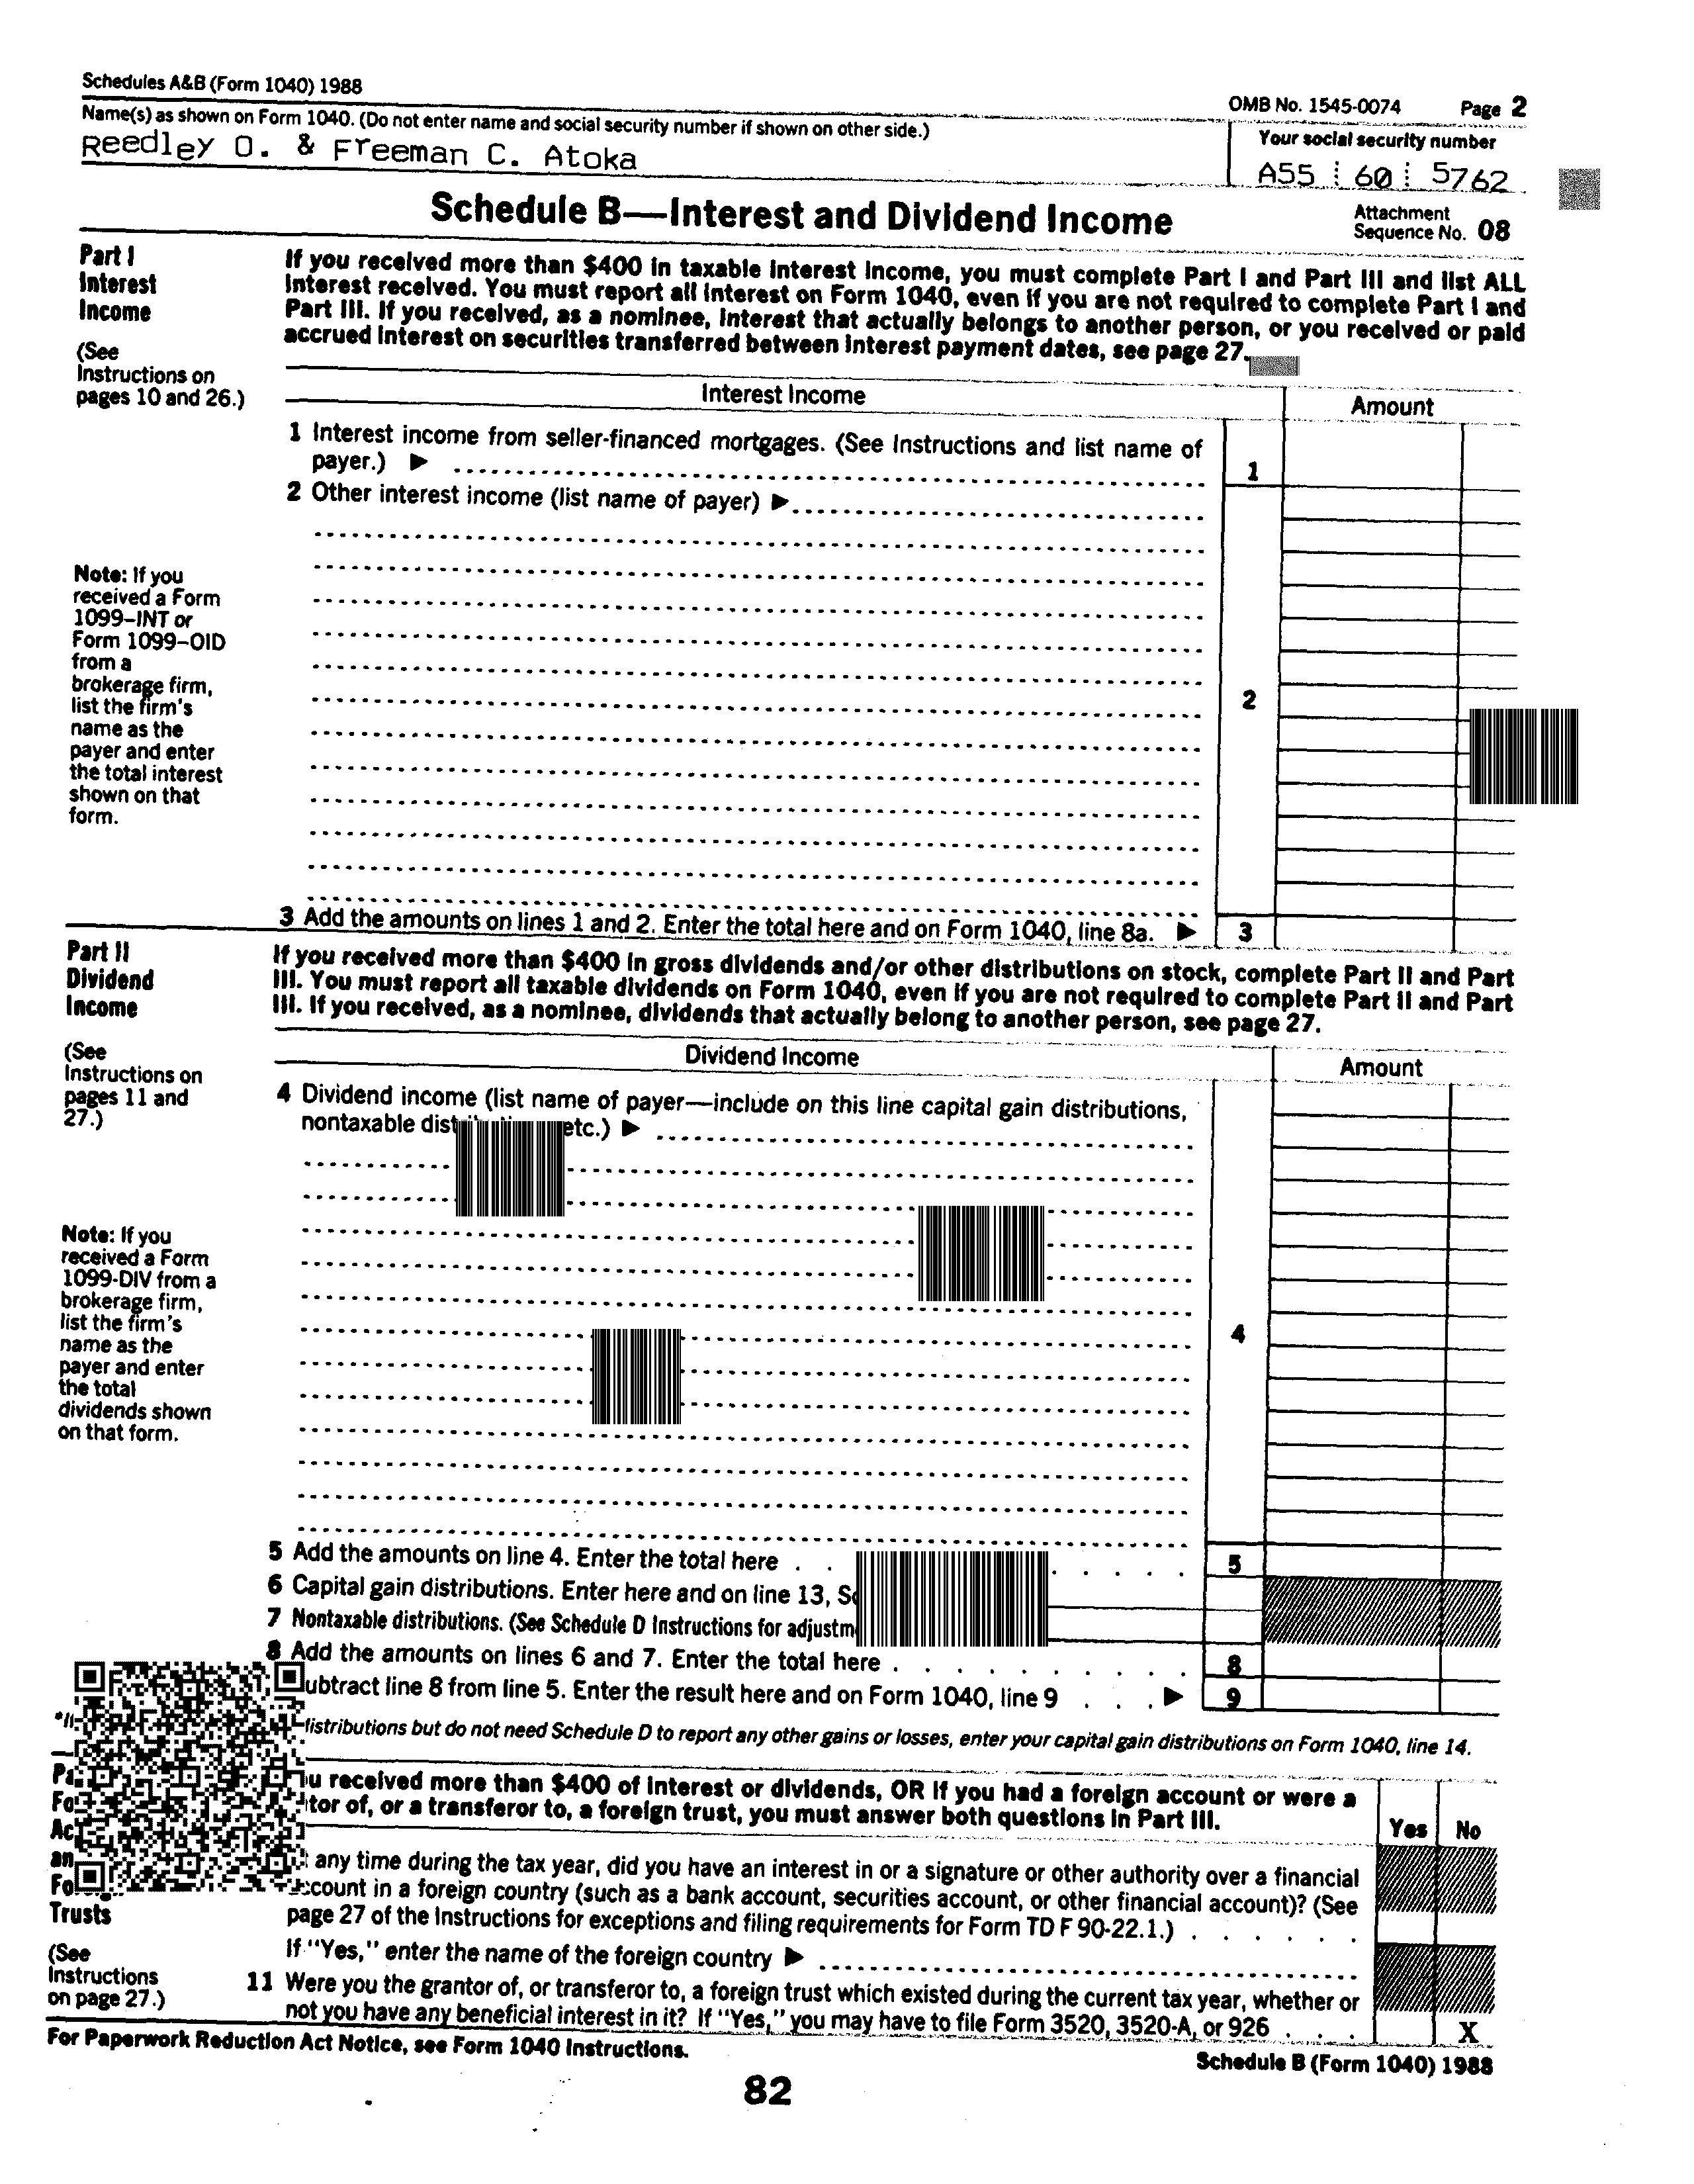 Schedules A&B (Form 1040) 1988
OMB No. 1545-0074 Page 2
Name(s) as shown on Form 1040. (Do not enter name and social security number if shown on other side.)
Your social security number
Reedley O. & Freeman C. Atoka
A55 60 5762
Schedule B—Interest and Dividend Income
Attachment
Sequence No. 08
Part I
Interest
Income
(See
Instructions on
pages 10 and 26.)
If you received more than $400 in taxable interest income, you must complete Part I and Part III and list ALL
interest received. You must report all interest on Form 1040, even if you are not required to complete Part I and
Part III. If you received, as a nominee, interest that actually belongs to another person, or you received or paid
accrued interest on securities transferred between interest payment dates, see page 27.
Interest Income
Amount
1 Interest income from seller-financed mortgages. (See Instructions and list name of
payer.) ▶
1
2 Other interest income (list name of payer) ▶
Note: If you
received a Form
1099-INT or
Form 1099-OID
from a
brokerage firm,
list the firm's
name as the
payer and enter
the total interest
shown on that
form.
2
3 Add the amounts on lines 1 and 2. Enter the total here and on Form 1040, line 8a. ▶ 3
Part II
Dividend
Income
(See
Instructions on
pages 11 and
27.)
If you received more than $400 in gross dividends and/or other distributions on stock, complete Part II and Part
III. You must report all taxable dividends on Form 1040, even if you are not required to complete Part II and Part
III. If you received, as a nominee, dividends that actually belong to another person, see page 27.
Dividend Income
Amount
4 Dividend income (list name of payer—include on this line capital gain distributions,
nontaxable etc.) ▶
Note: If you
received a Form
1099-DIV from a
brokerage firm,
list the firm's
name as the
payer and enter
the total
dividends shown
on that form.
4
5 Add the amounts on line 4. Enter the total here . . . . . . . 5
6 Capital gain distributions. Enter here and on line 13,
7 Nontaxable distributions. (See Schedule D Instructions for
8 Add the amounts on lines 6 and 7. Enter the total here . . . . . . . . . . 8
line 8 from line 5. Enter the result here and on Form 1040, line 9 . . . ▶ 9
distributions but do not need Schedule D to report any other gains or losses, enter your capital gain distributions on Form 1040, line 14.
received more than $400 of interest or dividends, OR if you had a foreign account or were a
of, or a transferor to, a foreign trust, you must answer both questions in Part III.
Yes No
Trusts
(See
Instructions
on page 27.)
any time during the tax year, did you have an interest in or a signature or other authority over a financial
account in a foreign country (such as a bank account, securities account, or other financial account)? (See
page 27 of the Instructions for exceptions and filing requirements for Form TD F 90-22.1.) . . . . . .
If "Yes," enter the name of the foreign country ▶
11 Were you the grantor of, or transferor to, a foreign trust which existed during the current tax year, whether or
not you have any beneficial interest in it? If "Yes," you may have to file Form 3520, 3520-A, or 926 . . . X
For Paperwork Reduction Act Notice, see Form 1040 Instructions.
Schedule B (Form 1040) 1988
82